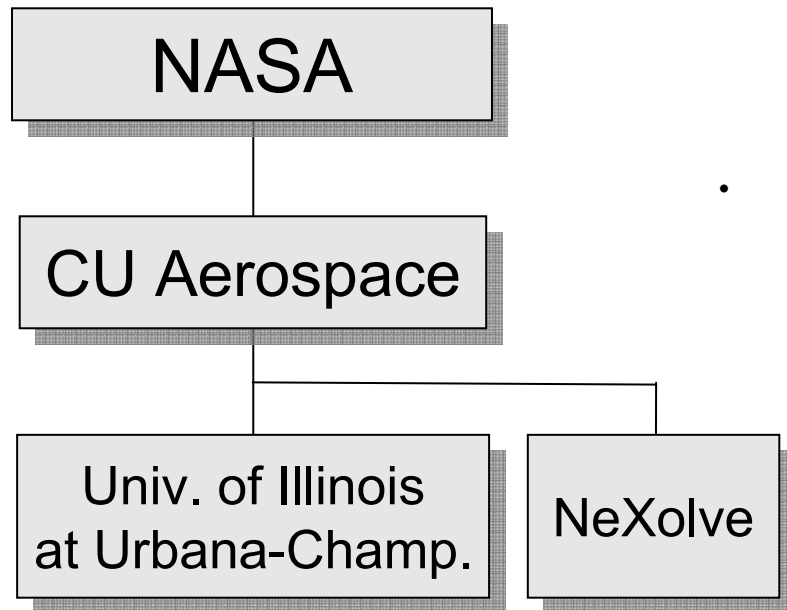 NASA
•
CU Aerospace
Univ. of Illinois
at Urbana-Champ.
NeXolve